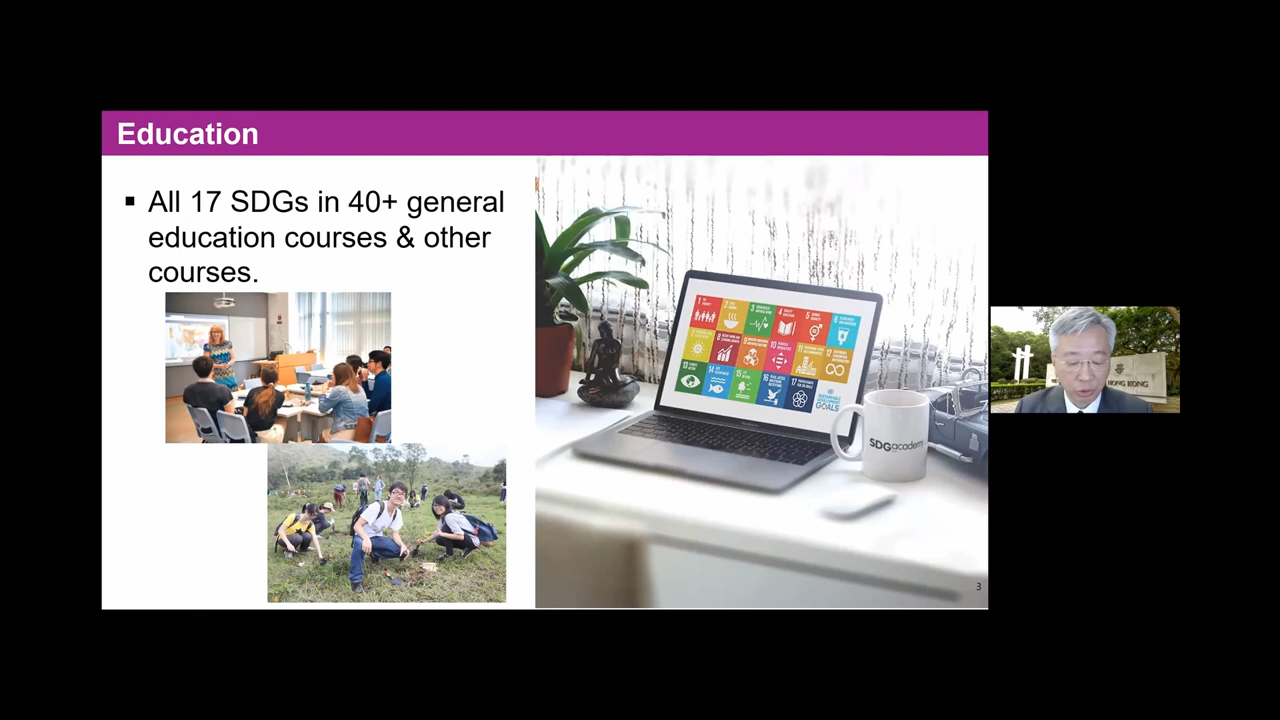 Education
▪ All 17 SDGs in 40+ general
education courses & other
courses.
SUSTAINABLE
DEVELOPMENT
GOALS
SDGacademy
HONG KONG
3